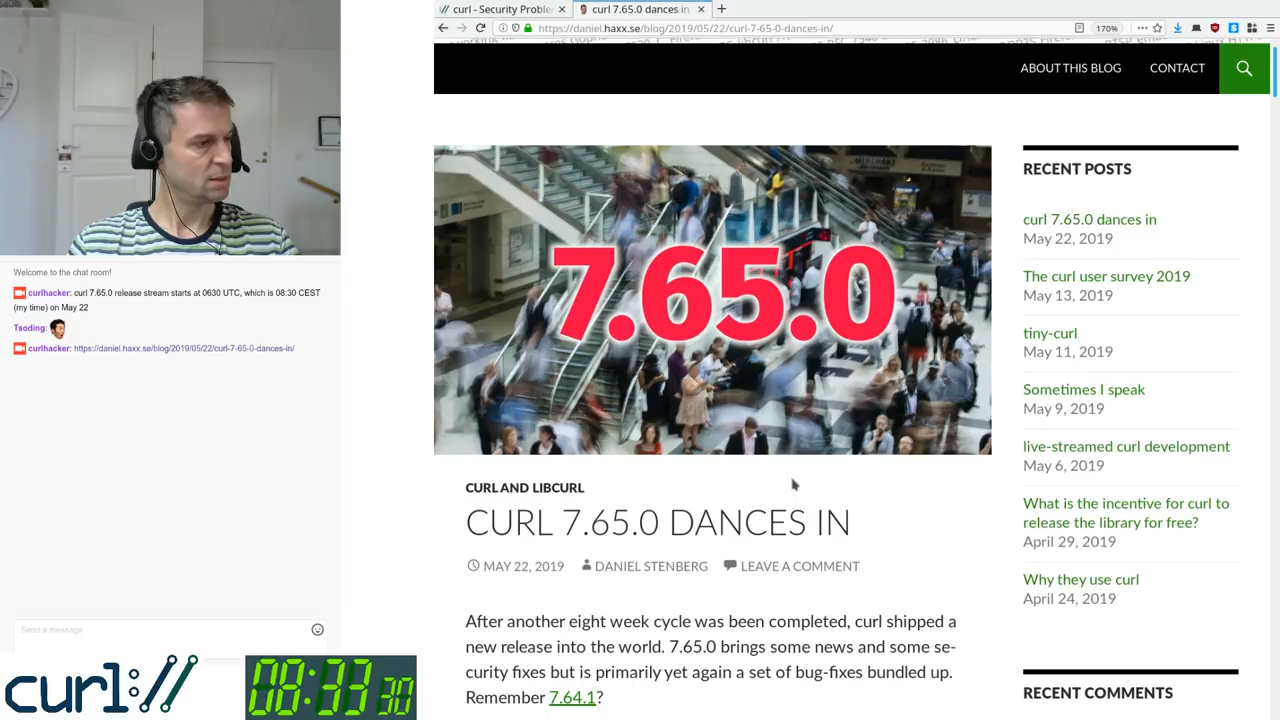 curl - Security Proble
curl 7.65.0 dances in
https://daniel.haxx.se/blog/2019/05/22/curl-7-65-0-dances-in/
170%
ABOUT THIS BLOG
CONTACT
7.65.0
CURL AND LIBCURL
CURL 7.65.0 DANCES IN
MAY 22, 2019 DANIEL STENBERG LEAVE A COMMENT
After another eight week cycle was been completed, curl shipped a
new release into the world. 7.65.0 brings some news and some se-
curity fixes but is primarily yet again a set of bug-fixes bundled up.
Remember 7.64.1?
RECENT POSTS
curl 7.65.0 dances in
May 22, 2019
The curl user survey 2019
May 13, 2019
tiny-curl
May 11, 2019
Sometimes I speak
May 9, 2019
live-streamed curl development
May 6, 2019
What is the incentive for curl to
release the library for free?
April 29, 2019
Why they use curl
April 24, 2019
RECENT COMMENTS
Welcome to the chat room!
curlhacker: curl 7.65.0 release stream starts at 0630 UTC, which is 08:30 CEST
(my time) on May 22
Tsoding:
curlhacker: https://daniel.haxx.se/blog/2019/05/22/curl-7-65-0-dances-in/
Send a message
curl://
08:33 30